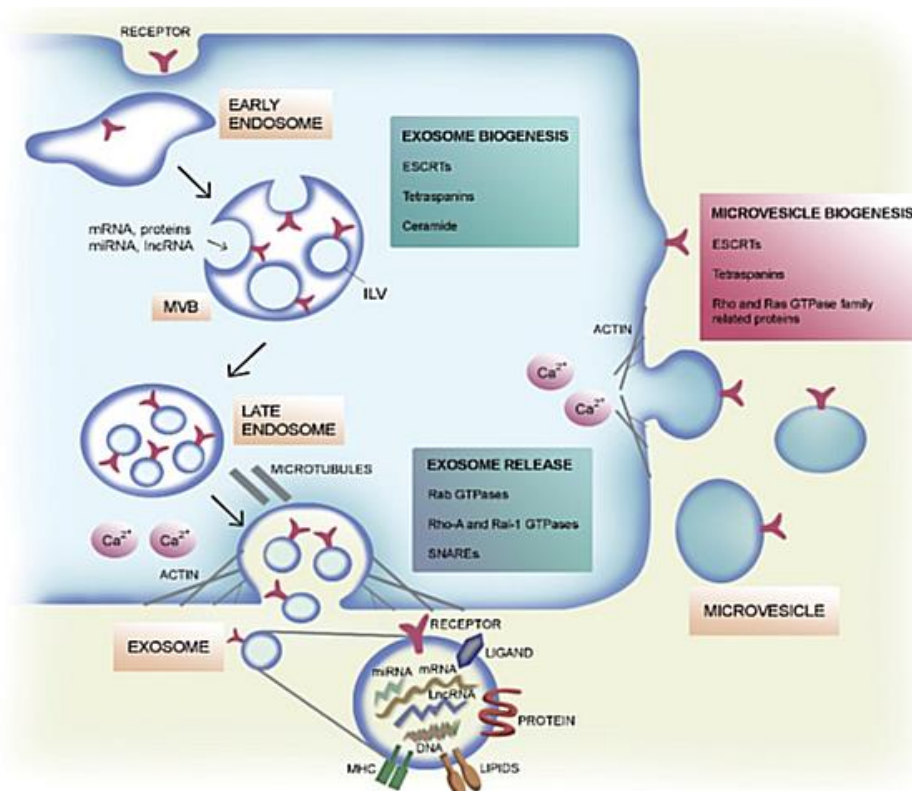 RECEPTOR
EARLY
ENDOSOME
EXOSOME BIOGENESIS
ESCRTs
Tetraspanins
Ceramide
mRNA, proteins
miRNA, lncRNA
ILV
MVB
MICROVESICLE BIOGENESIS
ESCRTs
Tetraspanins
Rho and Ras GTPase family
related proteins
ACTIN
Ca2+
Ca2+
LATE
ENDOSOME
MICROTUBULES
EXOSOME RELEASE
Rab GTPases
Rho-A and Ral-1 GTPases
SNAREs
Ca2+
Ca2+
ACTIN
MICROVESICLE
EXOSOME
RECEPTOR
LIGAND
miRNA
mRNA
LncRNA
PROTEIN
DNA
MHC
LIPIDS